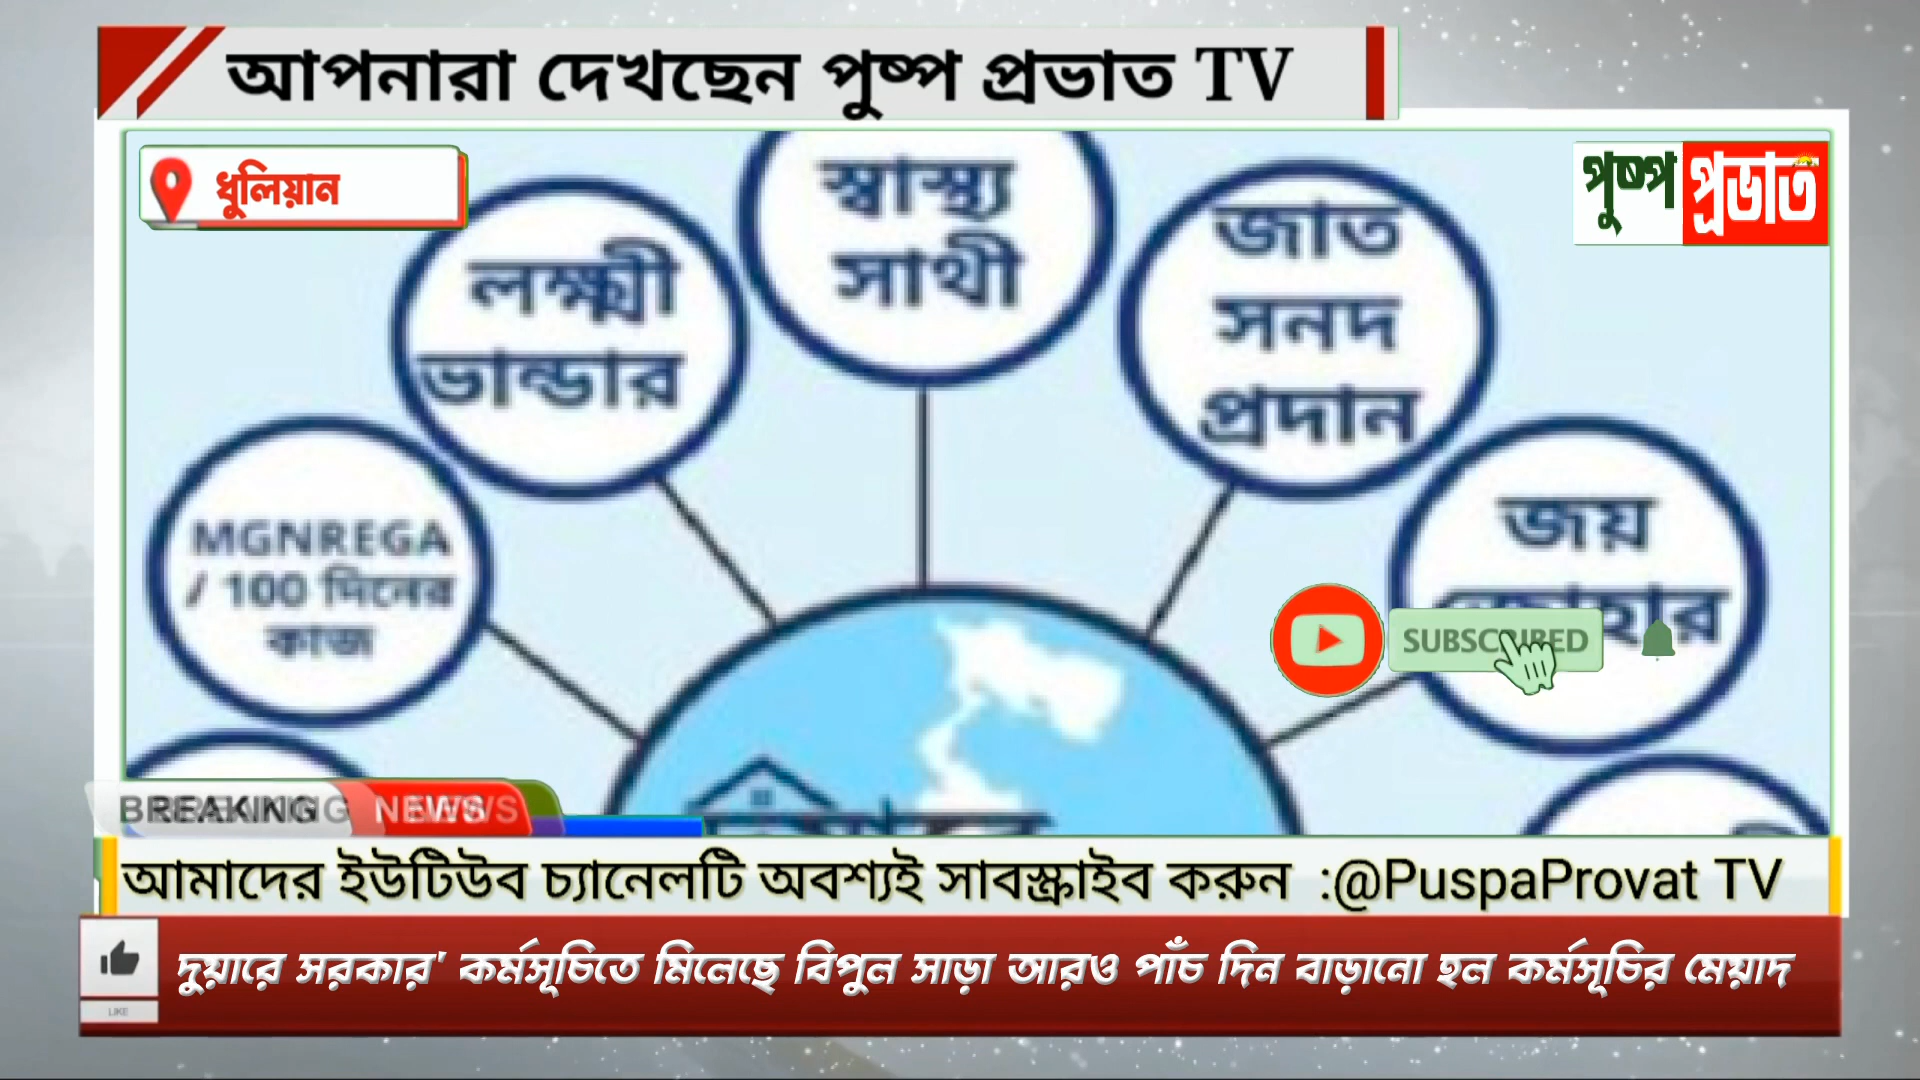 আপনারা দেখছেন পুষ্প প্রভাত TV
ধুলিয়ান
পুষ্প প্রভাত
স্বাস্থ্য
সাথী
লক্ষ্মী
ভান্ডার
জাত
সনদ
প্রদান
MGNREGA
/ 100 দিনের
কাজ
জয়
জোহার
SUBSCRIBED
BREAKING NEWS
আমাদের ইউটিউব চ্যানেলটি অবশ্যই সাবস্ক্রাইব করুন :@PuspaProvat TV
দুয়ারে সরকার' কর্মসূচিতে মিলেছে বিপুল সাড়া আরও পাঁচ দিন বাড়ানো হল কর্মসূচির মেয়াদ
LIKE